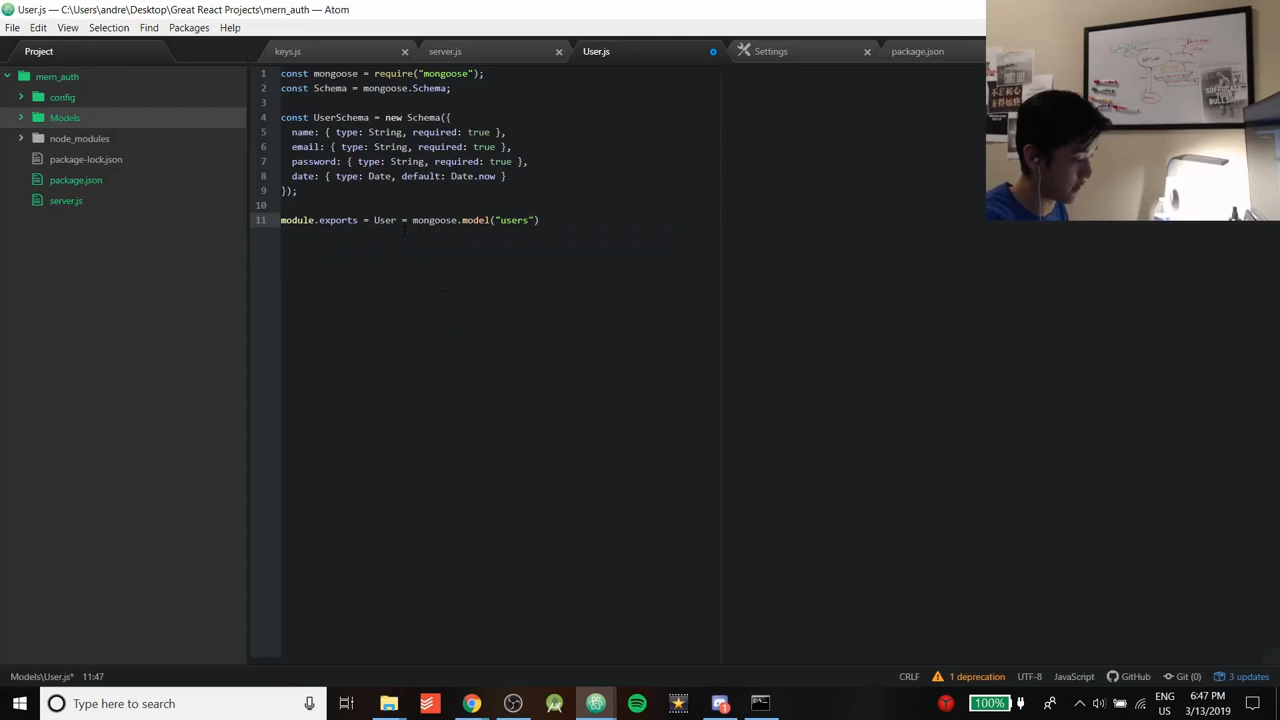 User.js — C:\Users\andre\Desktop\Great React Projects\mern_auth — Atom
File Edit View Selection Find Packages Help
Project
keys.js
server.js
User.js
Settings
package.json
mern_auth
config
Models
node_modules
package-lock.json
package.json
server.js
1 const mongoose = require("mongoose");
2 const Schema = mongoose.Schema;
3
4 const UserSchema = new Schema({
5 name: { type: String, required: true },
6 email: { type: String, required: true },
7 password: { type: String, required: true },
8 date: { type: Date, default: Date.now }
9 });
10
11 module.exports = User = mongoose.model("users")
SUFFOCATE
YOUR
BULLSHIT
Models\User.js* 11:47
CRLF 1 deprecation UTF-8 JavaScript GitHub Git (0) 3 updates
Type here to search
100%
ENG
US
6:47 PM
3/13/2019